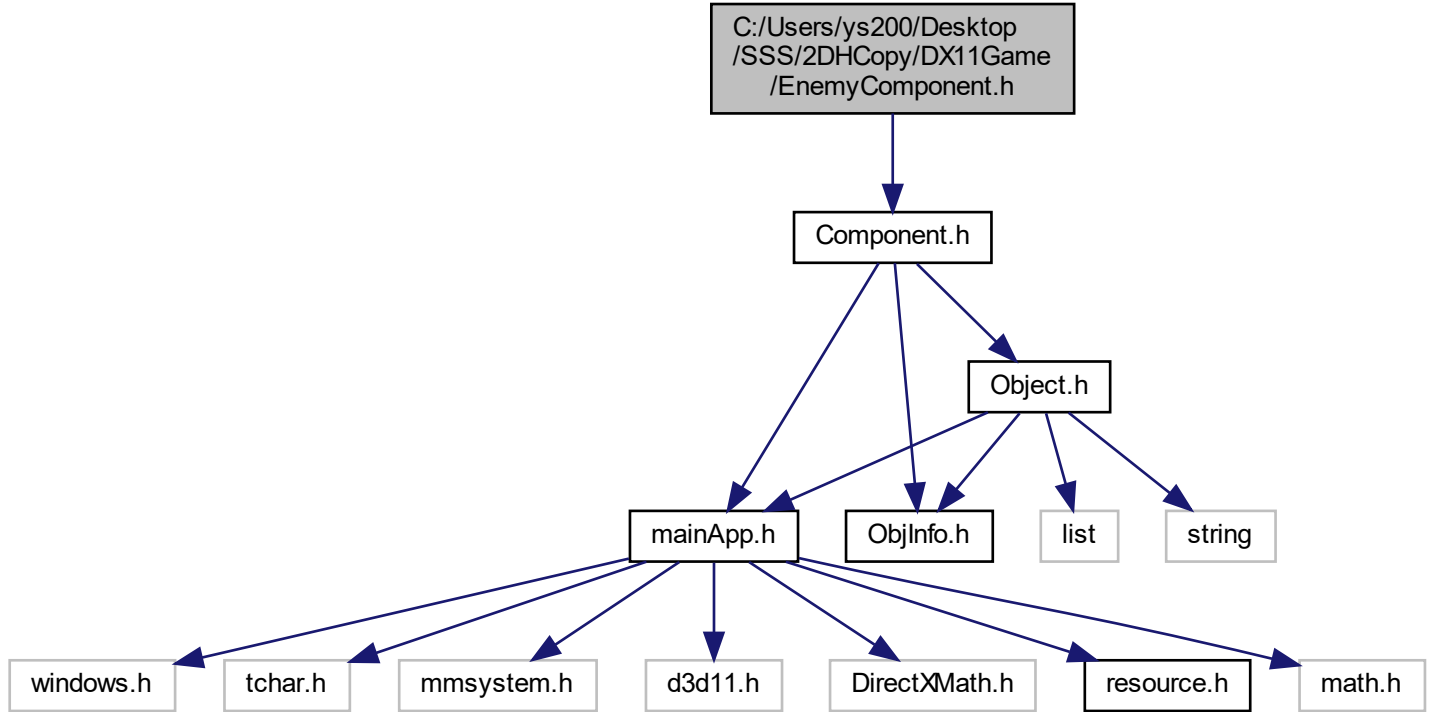 C:/Users/ys200/Desktop
/SSS/2DHCopy/DX11Game
/EnemyComponent.h
Component.h
Object.h
mainApp.h
ObjInfo.h
list
string
windows.h
tchar.h
mmsystem.h
d3d11.h
DirectXMath.h
resource.h
math.h